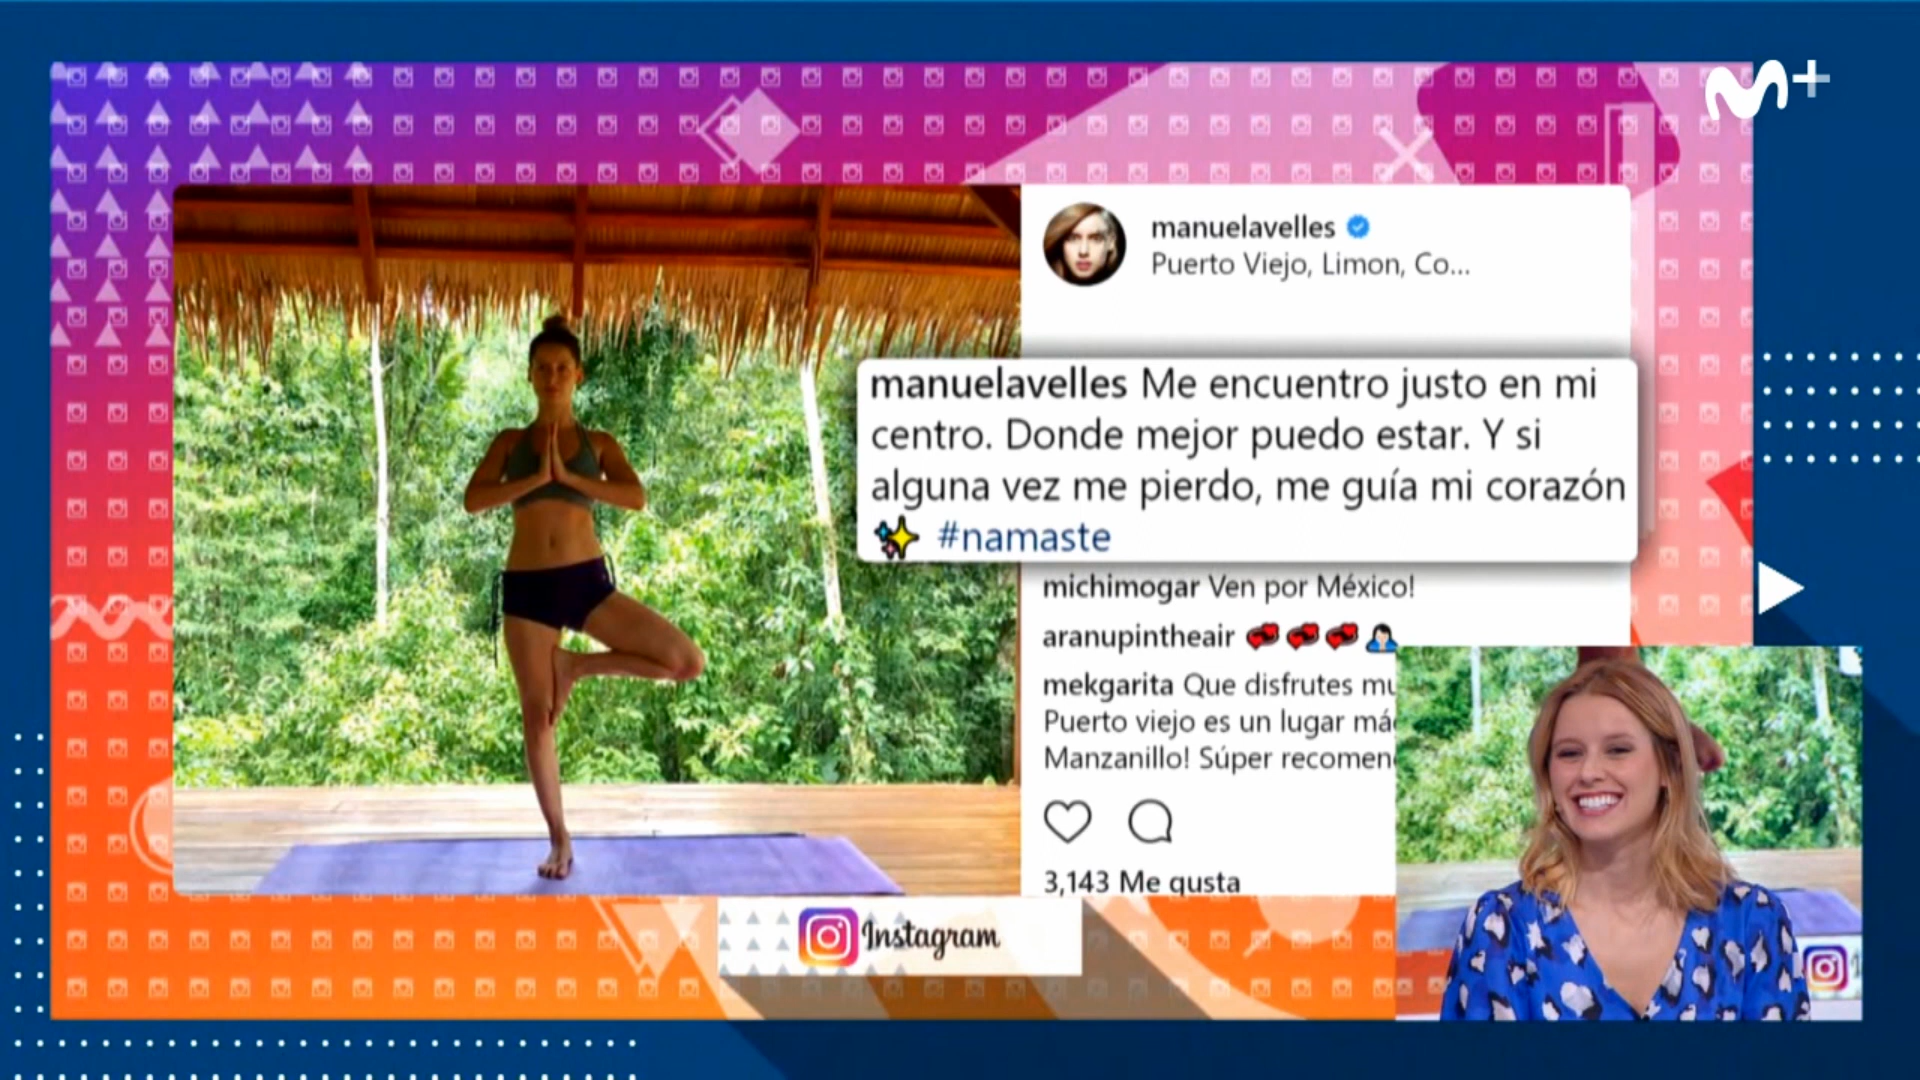 M+
manuelavelles
Puerto Viejo, Limon, Co...
manuelavelles Me encuentro justo en mi
centro. Donde mejor puedo estar. Y si
alguna vez me pierdo, me guía mi corazón
✨ #namaste
michimogar Ven por México!
aranupintheair 💞💞💞🙇
mekgarita Que disfrutes mu
Puerto viejo es un lugar má
Manzanillo! Súper recomen
3,143 Me gusta
Instagram